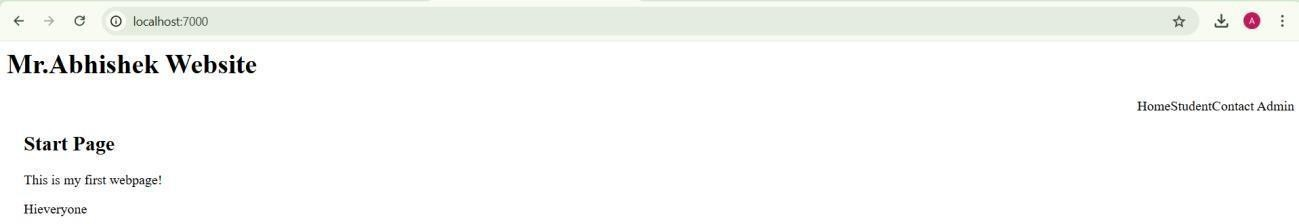 localhost:7000
A
Mr.Abhishek Website
HomeStudentContact Admin
Start Page
This is my first webpage!
Hieveryone